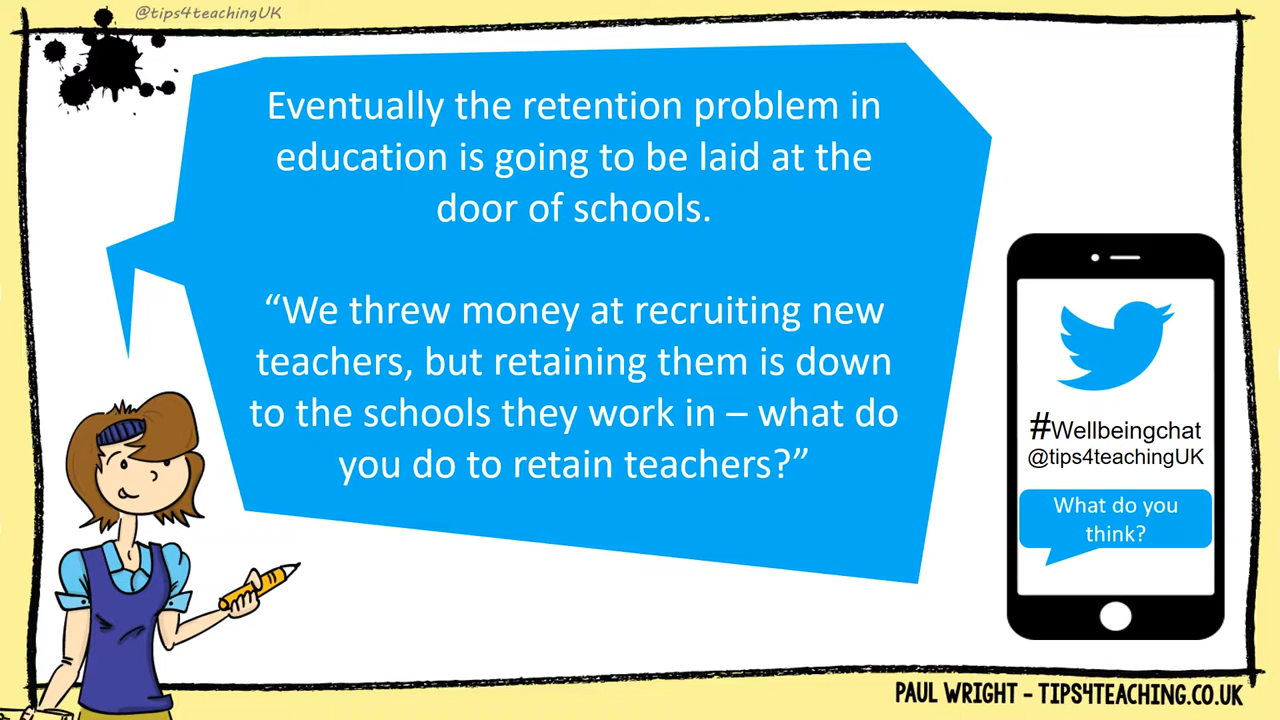 @tips4teachingUK
Eventually the retention problem in
education is going to be laid at the
door of schools.
“We threw money at recruiting new
teachers, but retaining them is down
to the schools they work in – what do
you do to retain teachers?”
#Wellbeingchat
@tips4teachingUK
What do you
think?
PAUL WRIGHT - TIPS4TEACHING.CO.UK